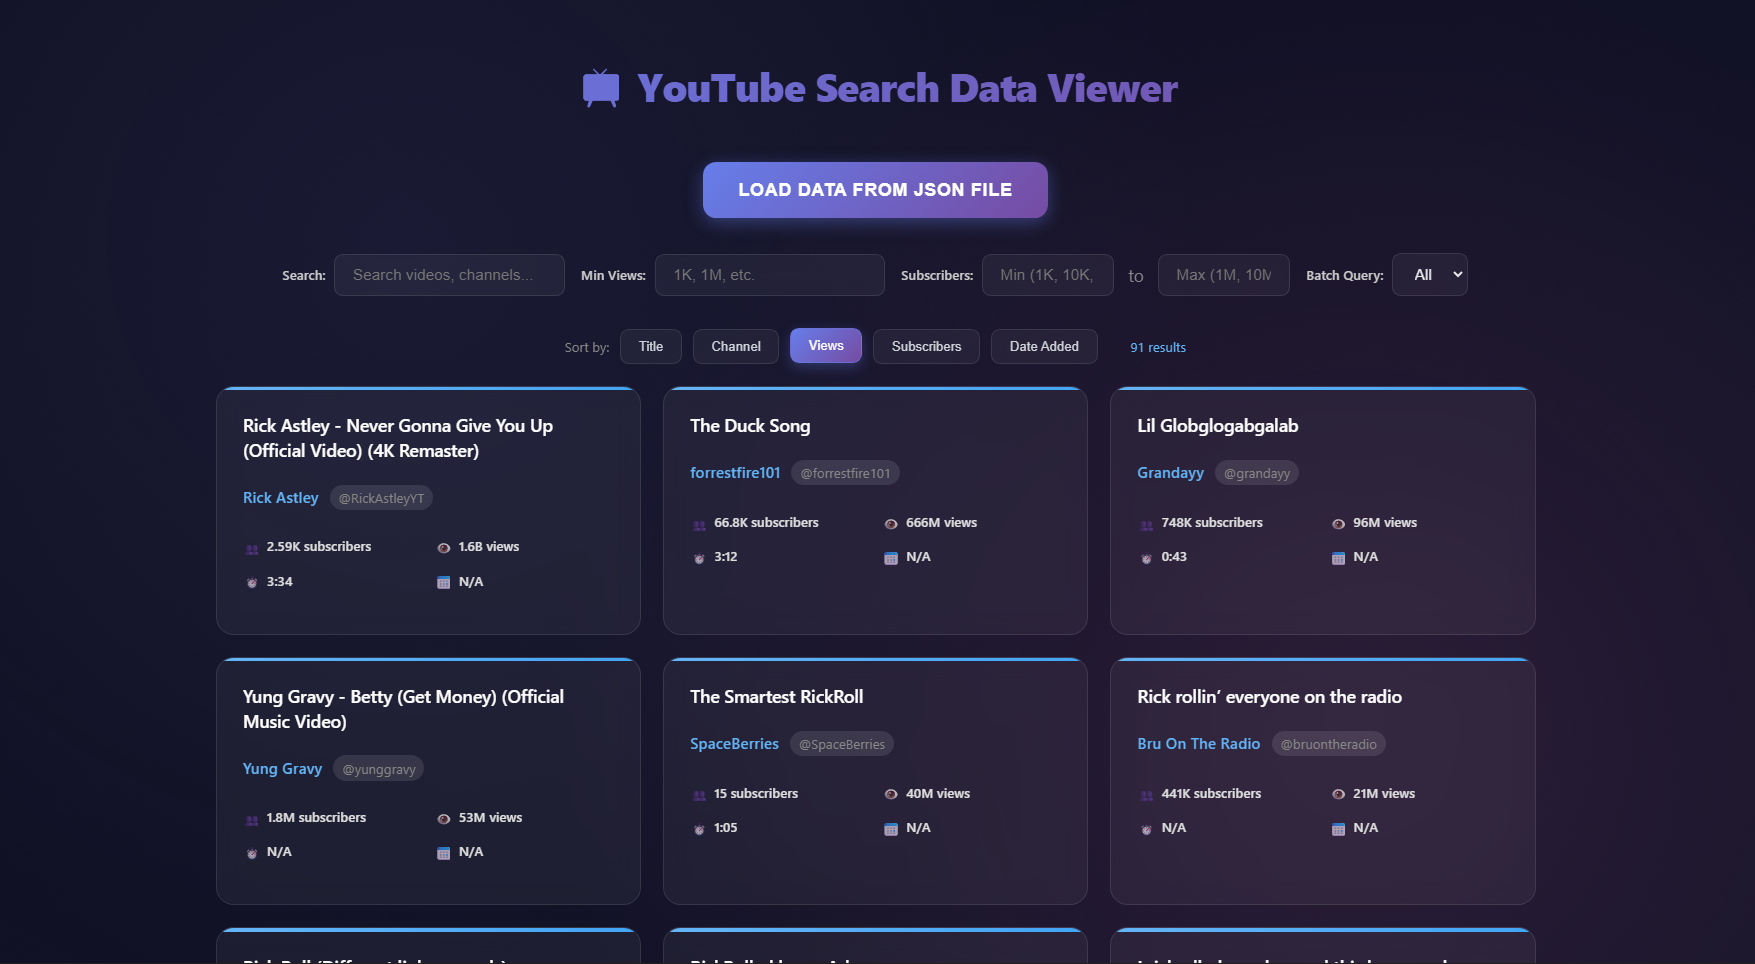 YouTube Search Data Viewer
LOAD DATA FROM JSON FILE
Search: Search videos, channels... Min Views: 1K, 1M, etc. Subscribers: Min (1K, 10K, to Max (1M, 10M Batch Query: All
Sort by: Title Channel Views Subscribers Date Added 91 results
Rick Astley - Never Gonna Give You Up
(Official Video) (4K Remaster)
Rick Astley @RickAstleyYT
2.59K subscribers 1.6B views
3:34 N/A
The Duck Song
forrestfire101 @forrestfire101
66.8K subscribers 666M views
3:12 N/A
Lil Globglogabgalab
Grandayy @grandayy
748K subscribers 96M views
0:43 N/A
Yung Gravy - Betty (Get Money) (Official
Music Video)
Yung Gravy @yunggravy
1.8M subscribers 53M views
N/A N/A
The Smartest RickRoll
SpaceBerries @SpaceBerries
15 subscribers 40M views
1:05 N/A
Rick rollin’ everyone on the radio
Bru On The Radio @bruontheradio
441K subscribers 21M views
N/A N/A